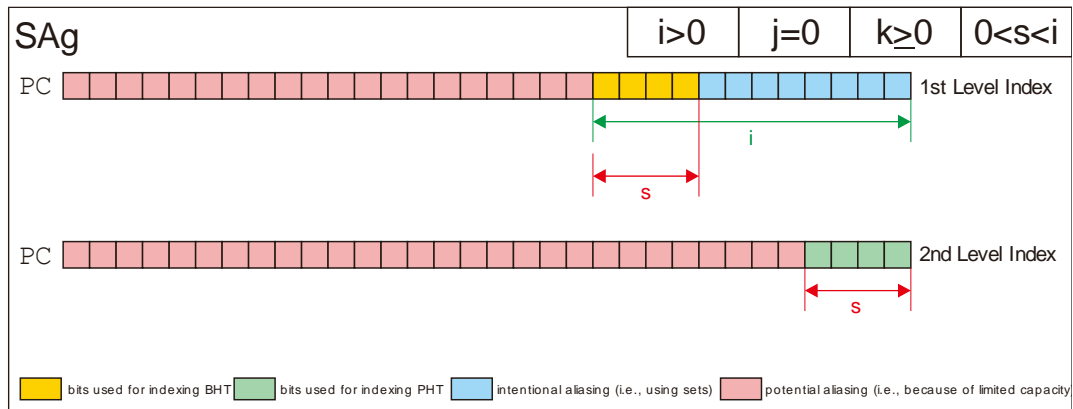 SAg i>0 j=0 k≥0 0<s<i
PC 1st Level Index
i
s
PC 2nd Level Index
s
bits used for indexing BHT bits used for indexing PHT intentional aliasing (i.e., using sets) potential aliasing (i.e., because of limited capacity)